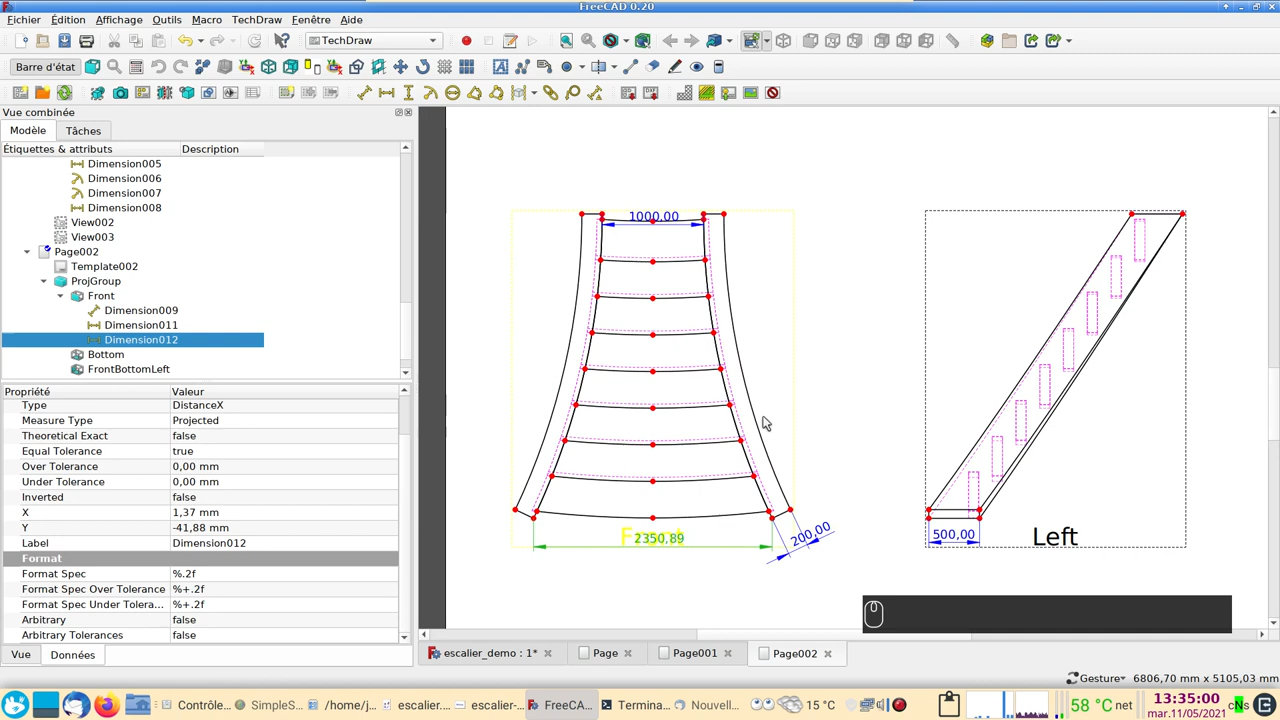 FreeCAD 0.20
Fichier Édition Affichage Outils Macro TechDraw Fenêtre Aide
TechDraw
Barre d'état
Vue combinée
Modèle Tâches
Étiquettes & attributs Description
Dimension005
Dimension006
Dimension007
Dimension008
View002
View003
Page002
Template002
ProjGroup
Front
Dimension009
Dimension011
Dimension012
Bottom
FrontBottomLeft
Propriété Valeur
Type DistanceX
Measure Type Projected
Theoretical Exact false
Equal Tolerance true
Over Tolerance 0,00 mm
Under Tolerance 0,00 mm
Inverted false
X 1,37 mm
Y -41,88 mm
Label Dimension012
Format
Format Spec %.2f
Format Spec Over Tolerance %+.2f
Format Spec Under Tolera... %+.2f
Arbitrary false
Arbitrary Tolerances false
Vue Données
1000,00
Front
2350,89
200,00
500,00
Left
escalier_demo : 1* Page Page001 Page002
Gesture 6806,70 mm x 5105,03 mm
Contrôle... SimpleS... /home/j... escalier... escalier-... FreeCA... Termina... Nouvell... 15 °C 58 °C net 13:35:00
mar.11/05/2021